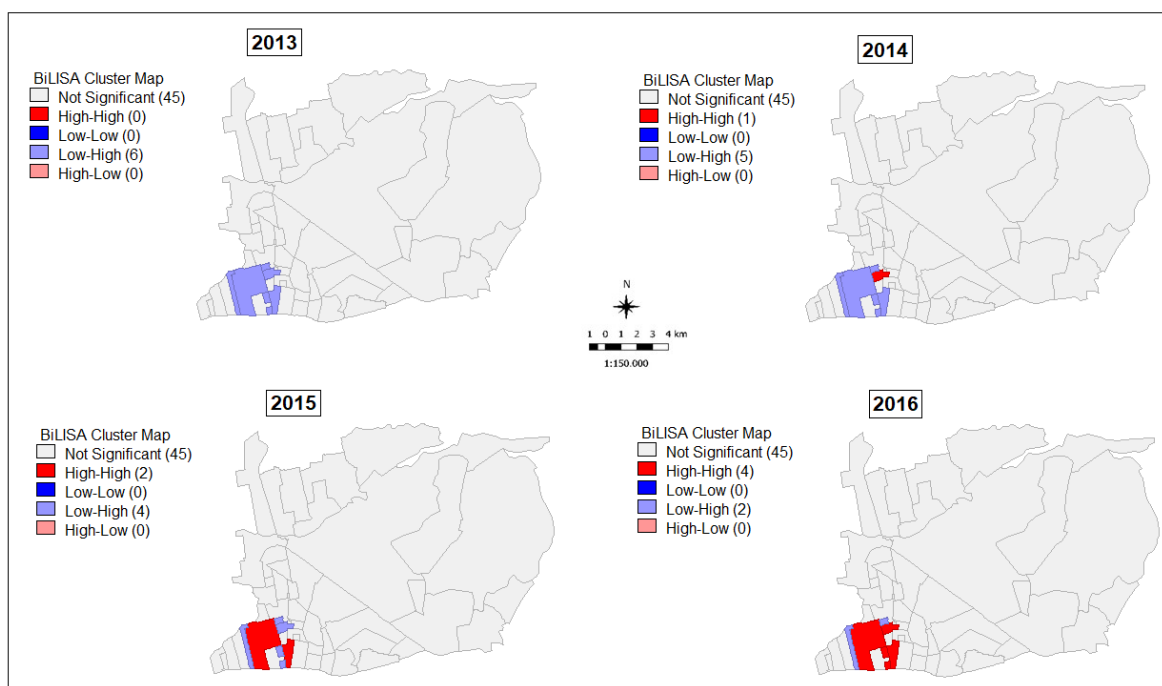 2013
BiLISA Cluster Map
Not Significant (45)
High-High (0)
Low-Low (0)
Low-High (6)
High-Low (0)
2014
BiLISA Cluster Map
Not Significant (45)
High-High (1)
Low-Low (0)
Low-High (5)
High-Low (0)
N
1 0 1 2 3 4 km
1:150.000
2015
BiLISA Cluster Map
Not Significant (45)
High-High (2)
Low-Low (0)
Low-High (4)
High-Low (0)
2016
BiLISA Cluster Map
Not Significant (45)
High-High (4)
Low-Low (0)
Low-High (2)
High-Low (0)